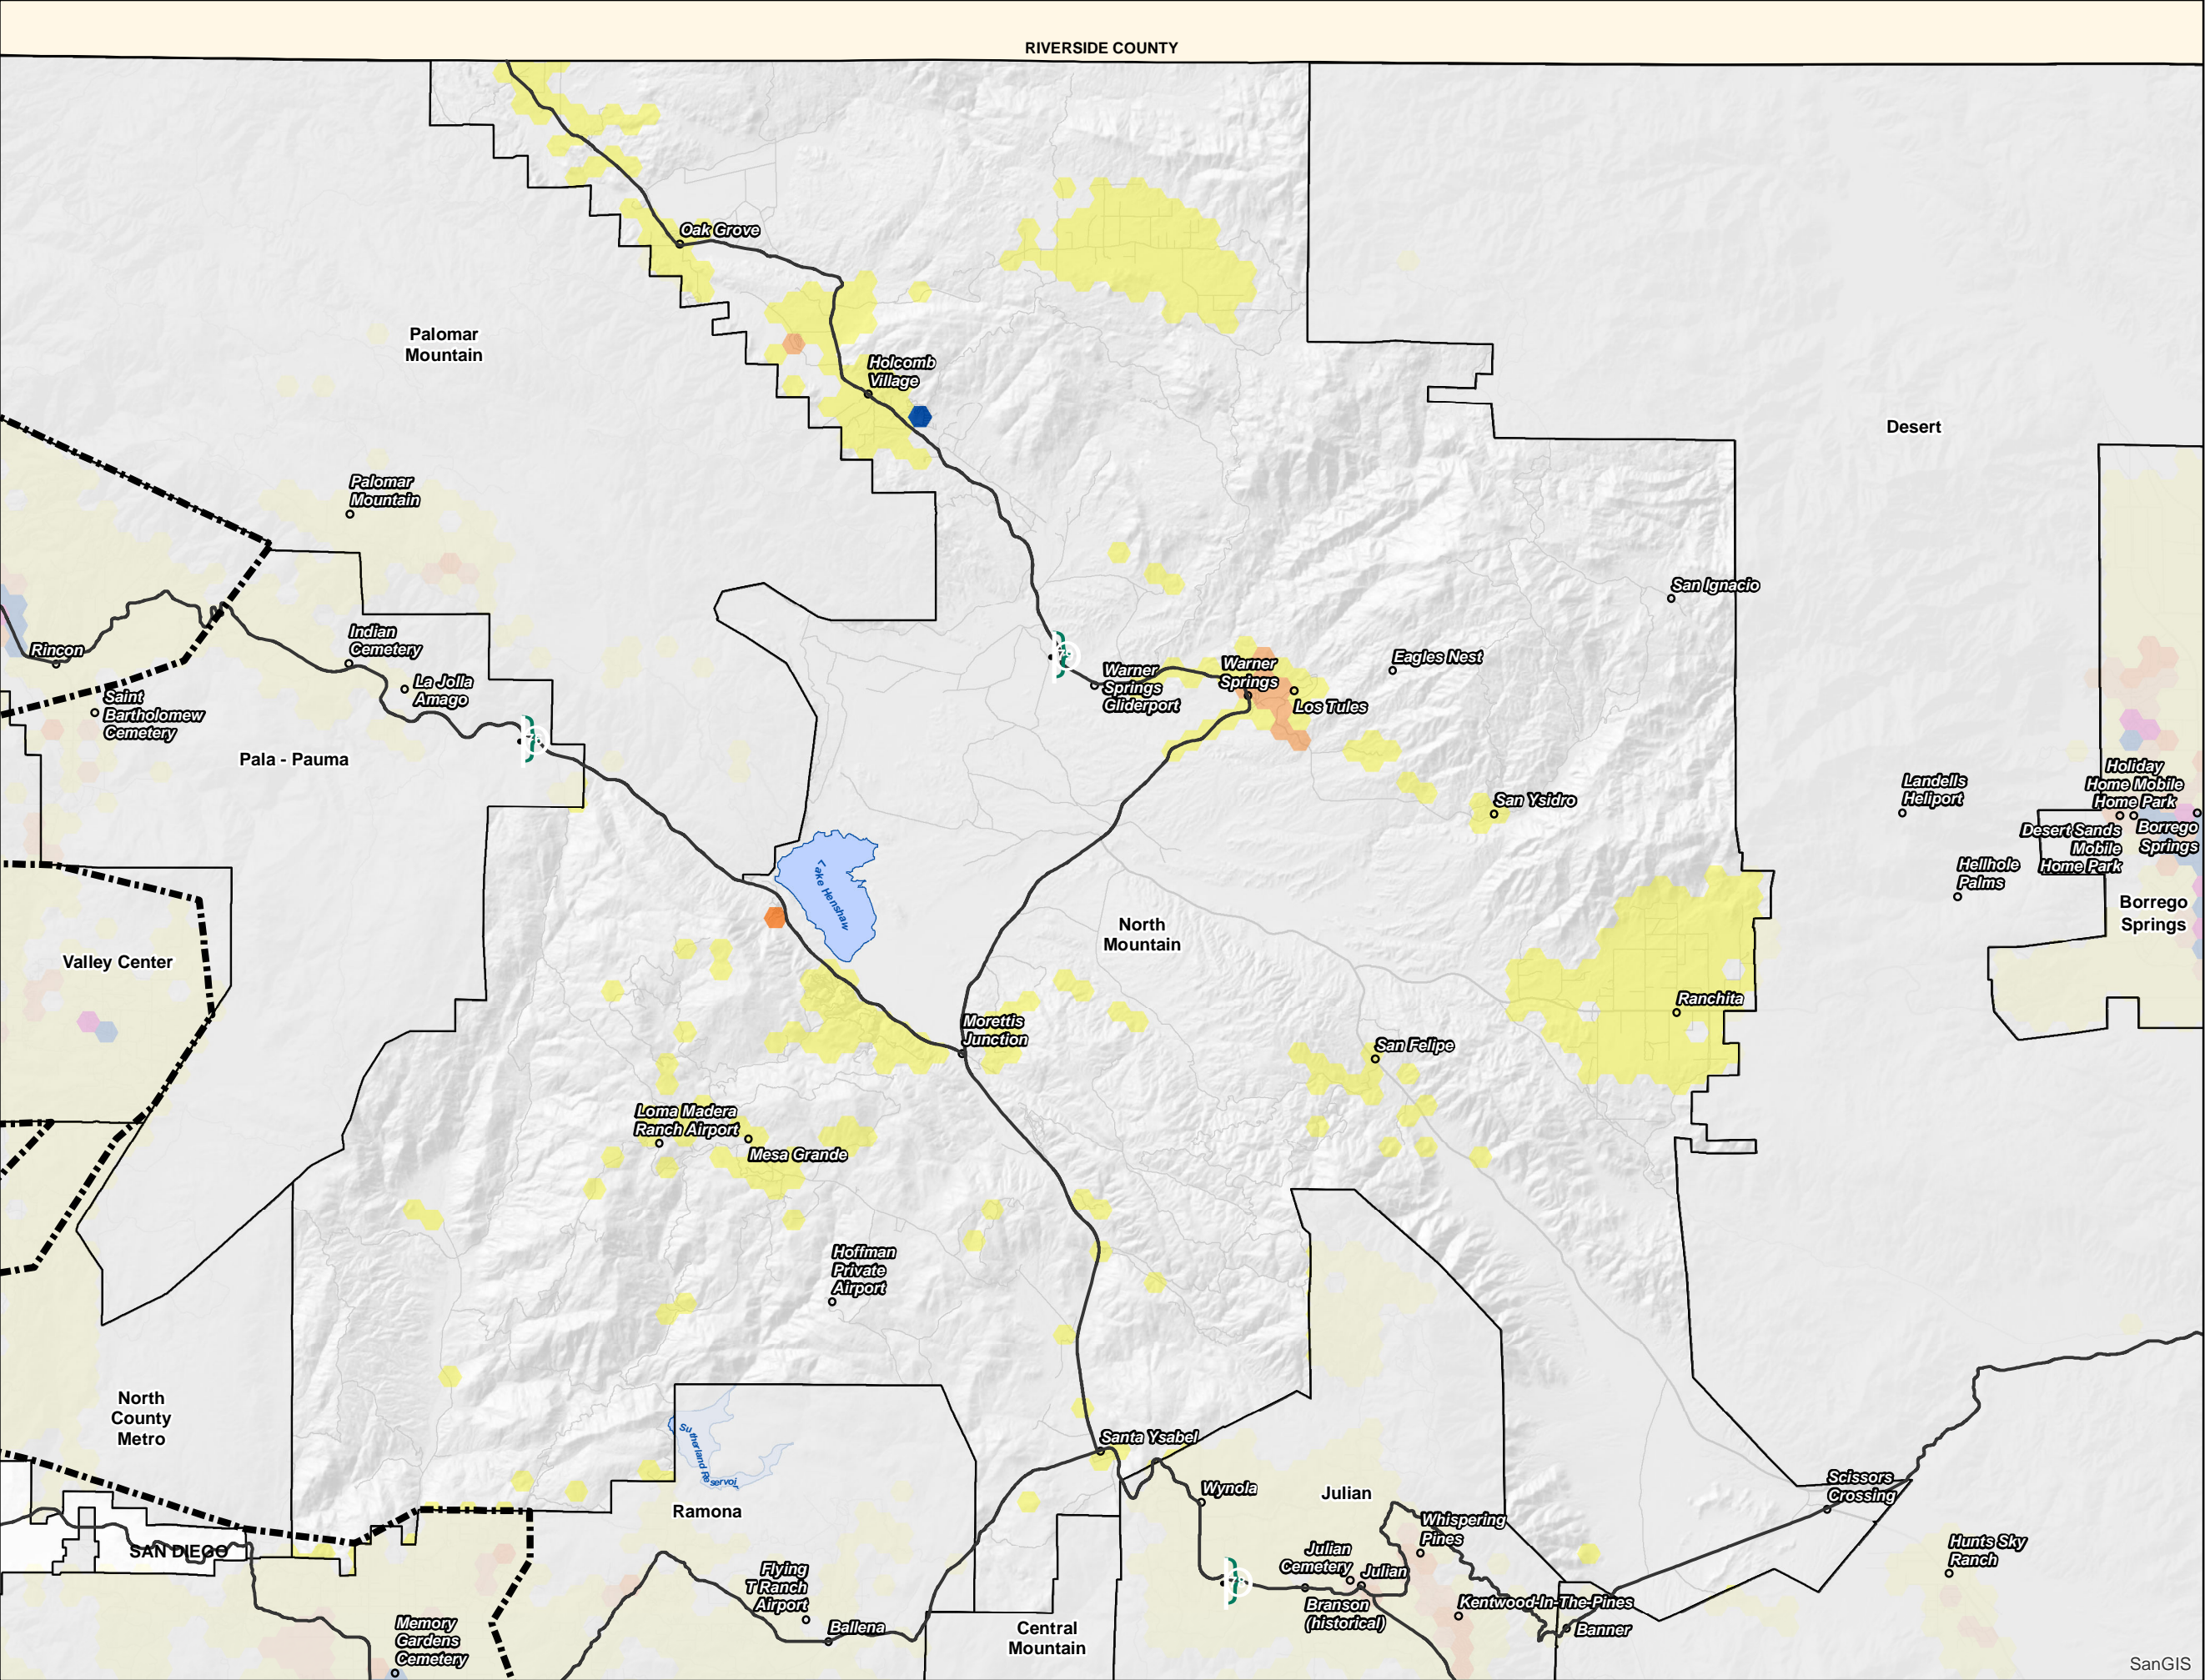 RIVERSIDE COUNTY
Oak Grove
Palomar
Mountain
Holcomb
Village
Desert
Palomar
Mountain
San Ignacio
Rincon
Indian
Cemetery
La Jolla
Amago
Saint
Bartholomew
Cemetery
Pala - Pauma
Warner
Springs
Gliderport
Warner
Springs
Eagles Nest
Los Tules
San Ysidro
Landells
Heliport
Holiday
Home Mobile
Home Park
Desert Sands
Mobile
Home Park
Borrego
Springs
Hellhole
Palms
Borrego
Springs
Lake Henshaw
North
Mountain
Valley Center
Ranchita
Morettis
Junction
San Felipe
Loma Madera
Ranch Airport
Mesa Grande
Hoffman
Private
Airport
North
County
Metro
Sutherland Reservoi
Santa Ysabel
Wynola
Julian
Ramona
Scissors
Crossing
Whispering
Pines
Hunts Sky
Ranch
SAN DIEGO
Julian
Cemetery
Julian
Flying
T Ranch
Airport
Branson
(historical)
Kentwood-In-The-Pines
Banner
Memory
Gardens
Cemetery
Ballena
Central
Mountain
SanGIS